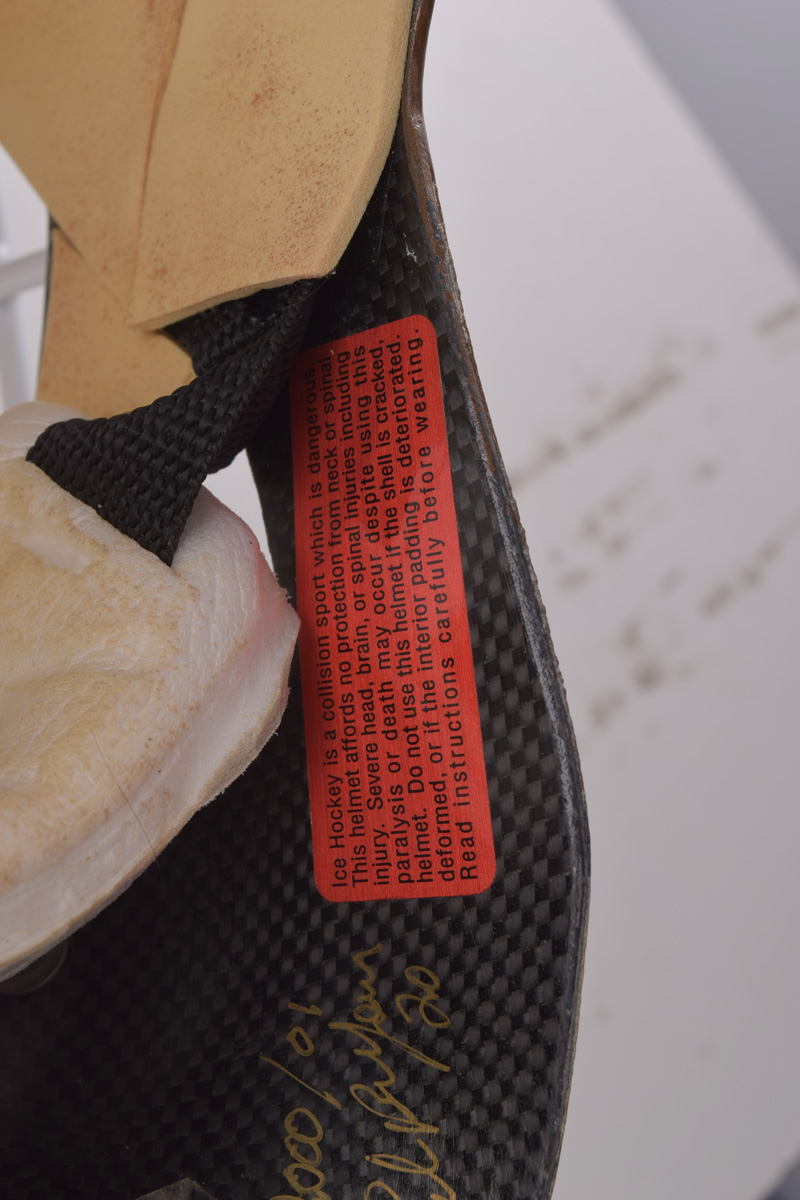 Ice Hockey is a collision sport which is dangerous.
This helmet affords no protection from neck or spinal
injury. Severe head, brain, or spinal injuries including
paralysis or death may occur despite using this
helmet. Do not use this helmet if the shell is cracked,
deformed, or if the interior padding is deteriorated.
Read instructions carefully before wearing.
2000/01
20